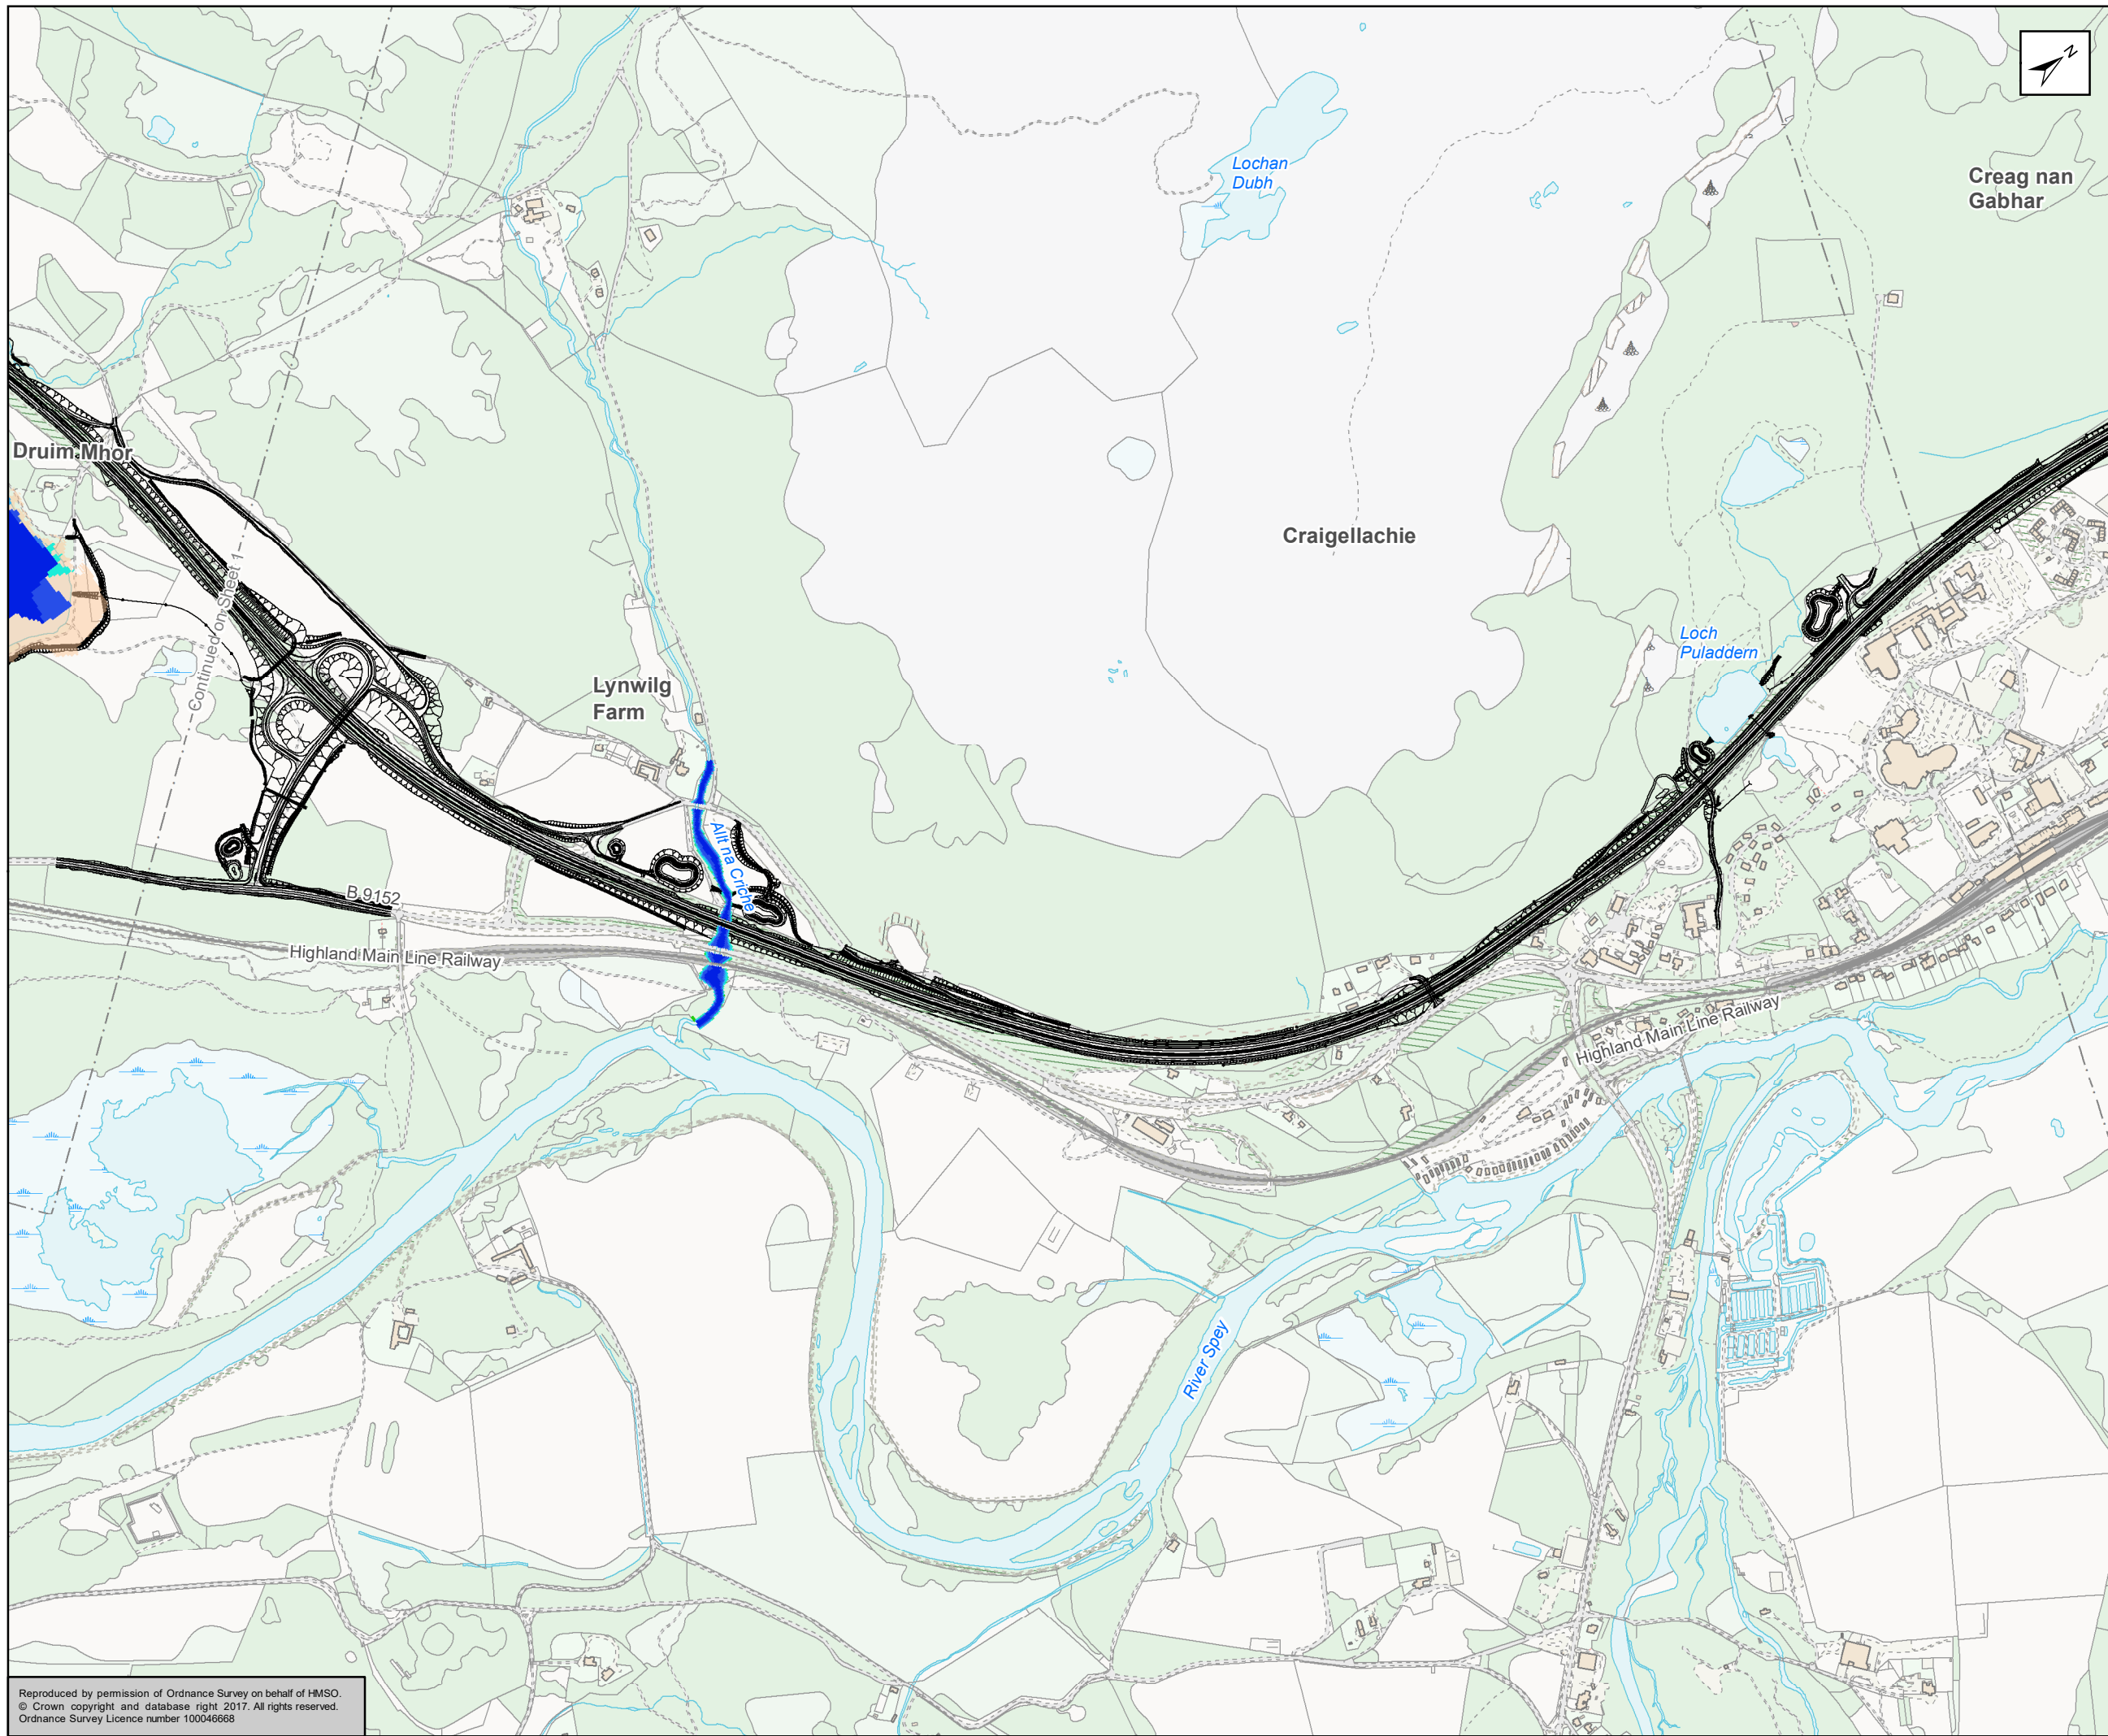 N
Lochan
Dubh
Creag nan
Gabhar
Druim Mhor
Craigellachie
Continued on Sheet 1
Loch
Puladdern
Lynwilg
Farm
Allt na Criche
B 9152
Highland Main Line Railway
Highland Main Line Railway
River Spey
Reproduced by permission of Ordnance Survey on behalf of HMSO.
© Crown copyright and database right 2017. All rights reserved.
Ordnance Survey Licence number 100046668